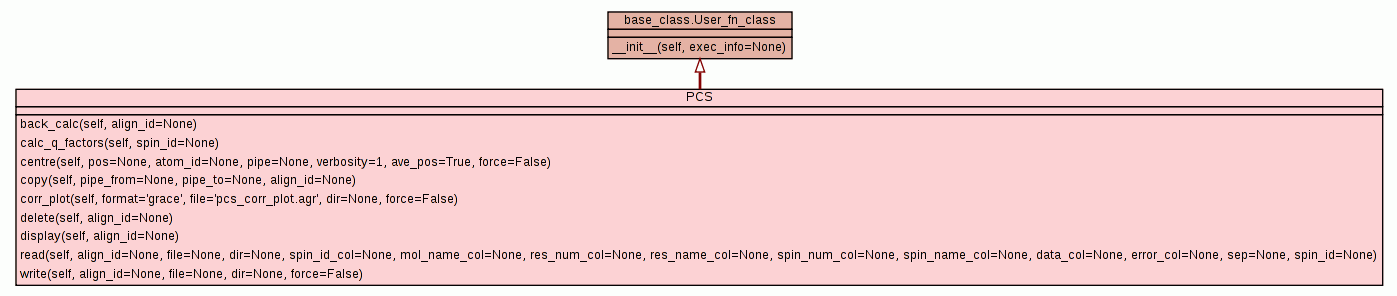 base_class.User_fn_class
__init__(self, exec_info=None)
PCS
back_calc(self, align_id=None)
calc_q_factors(self, spin_id=None)
centre(self, pos=None, atom_id=None, pipe=None, verbosity=1, ave_pos=True, force=False)
copy(self, pipe_from=None, pipe_to=None, align_id=None)
corr_plot(self, format='grace', file='pcs_corr_plot.agr', dir=None, force=False)
delete(self, align_id=None)
display(self, align_id=None)
read(self, align_id=None, file=None, dir=None, spin_id_col=None, mol_name_col=None, res_num_col=None, res_name_col=None, spin_num_col=None, spin_name_col=None, data_col=None, error_col=None, sep=None, spin_id=None)
write(self, align_id=None, file=None, dir=None, force=False)